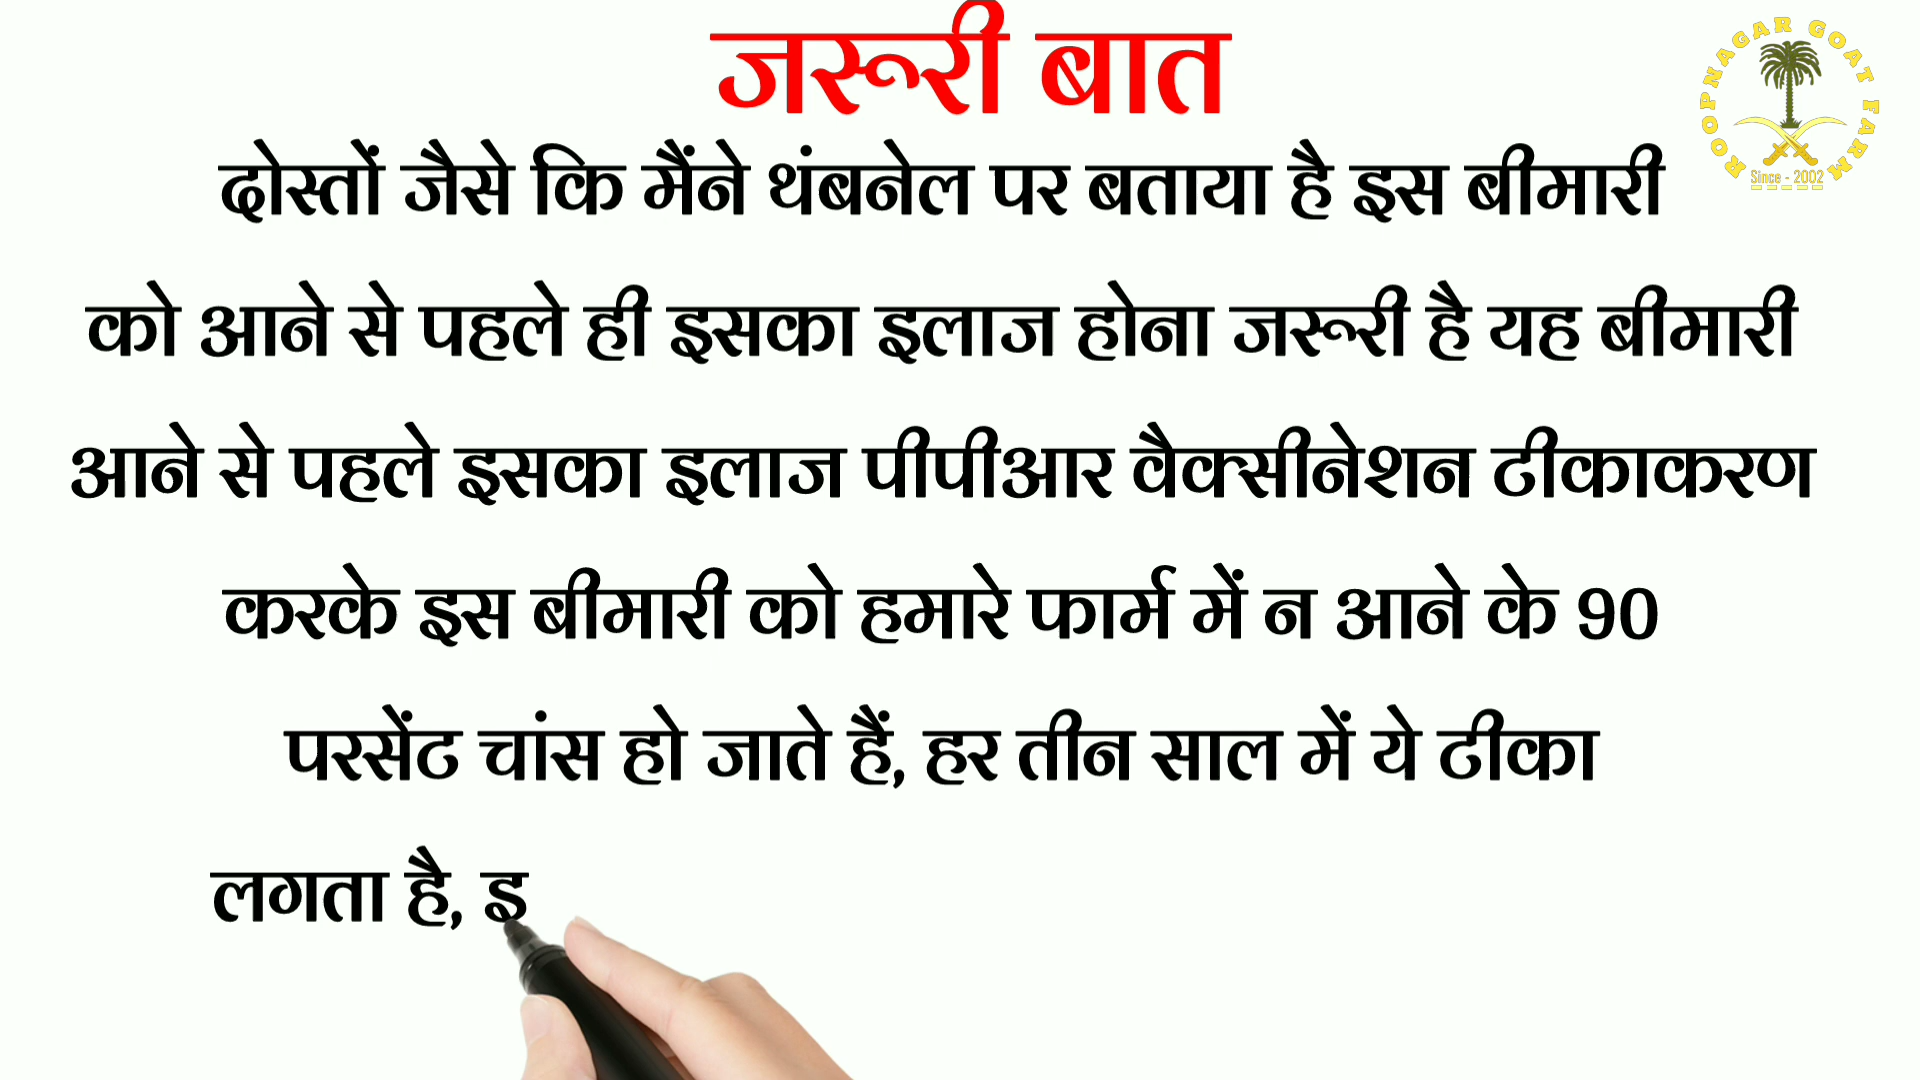 जरूरी बात
ROOPNAGAR GOAT FARM
Since - 2002
दोस्तों जैसे कि मैंने थंबनेल पर बताया है इस बीमारी
को आने से पहले ही इसका इलाज होना जरूरी है यह बीमारी
आने से पहले इसका इलाज पीपीआर वैक्सीनेशन टीकाकरण
करके इस बीमारी को हमारे फार्म में न आने के 90
परसेंट चांस हो जाते हैं, हर तीन साल में ये टीका
लगता है, इ